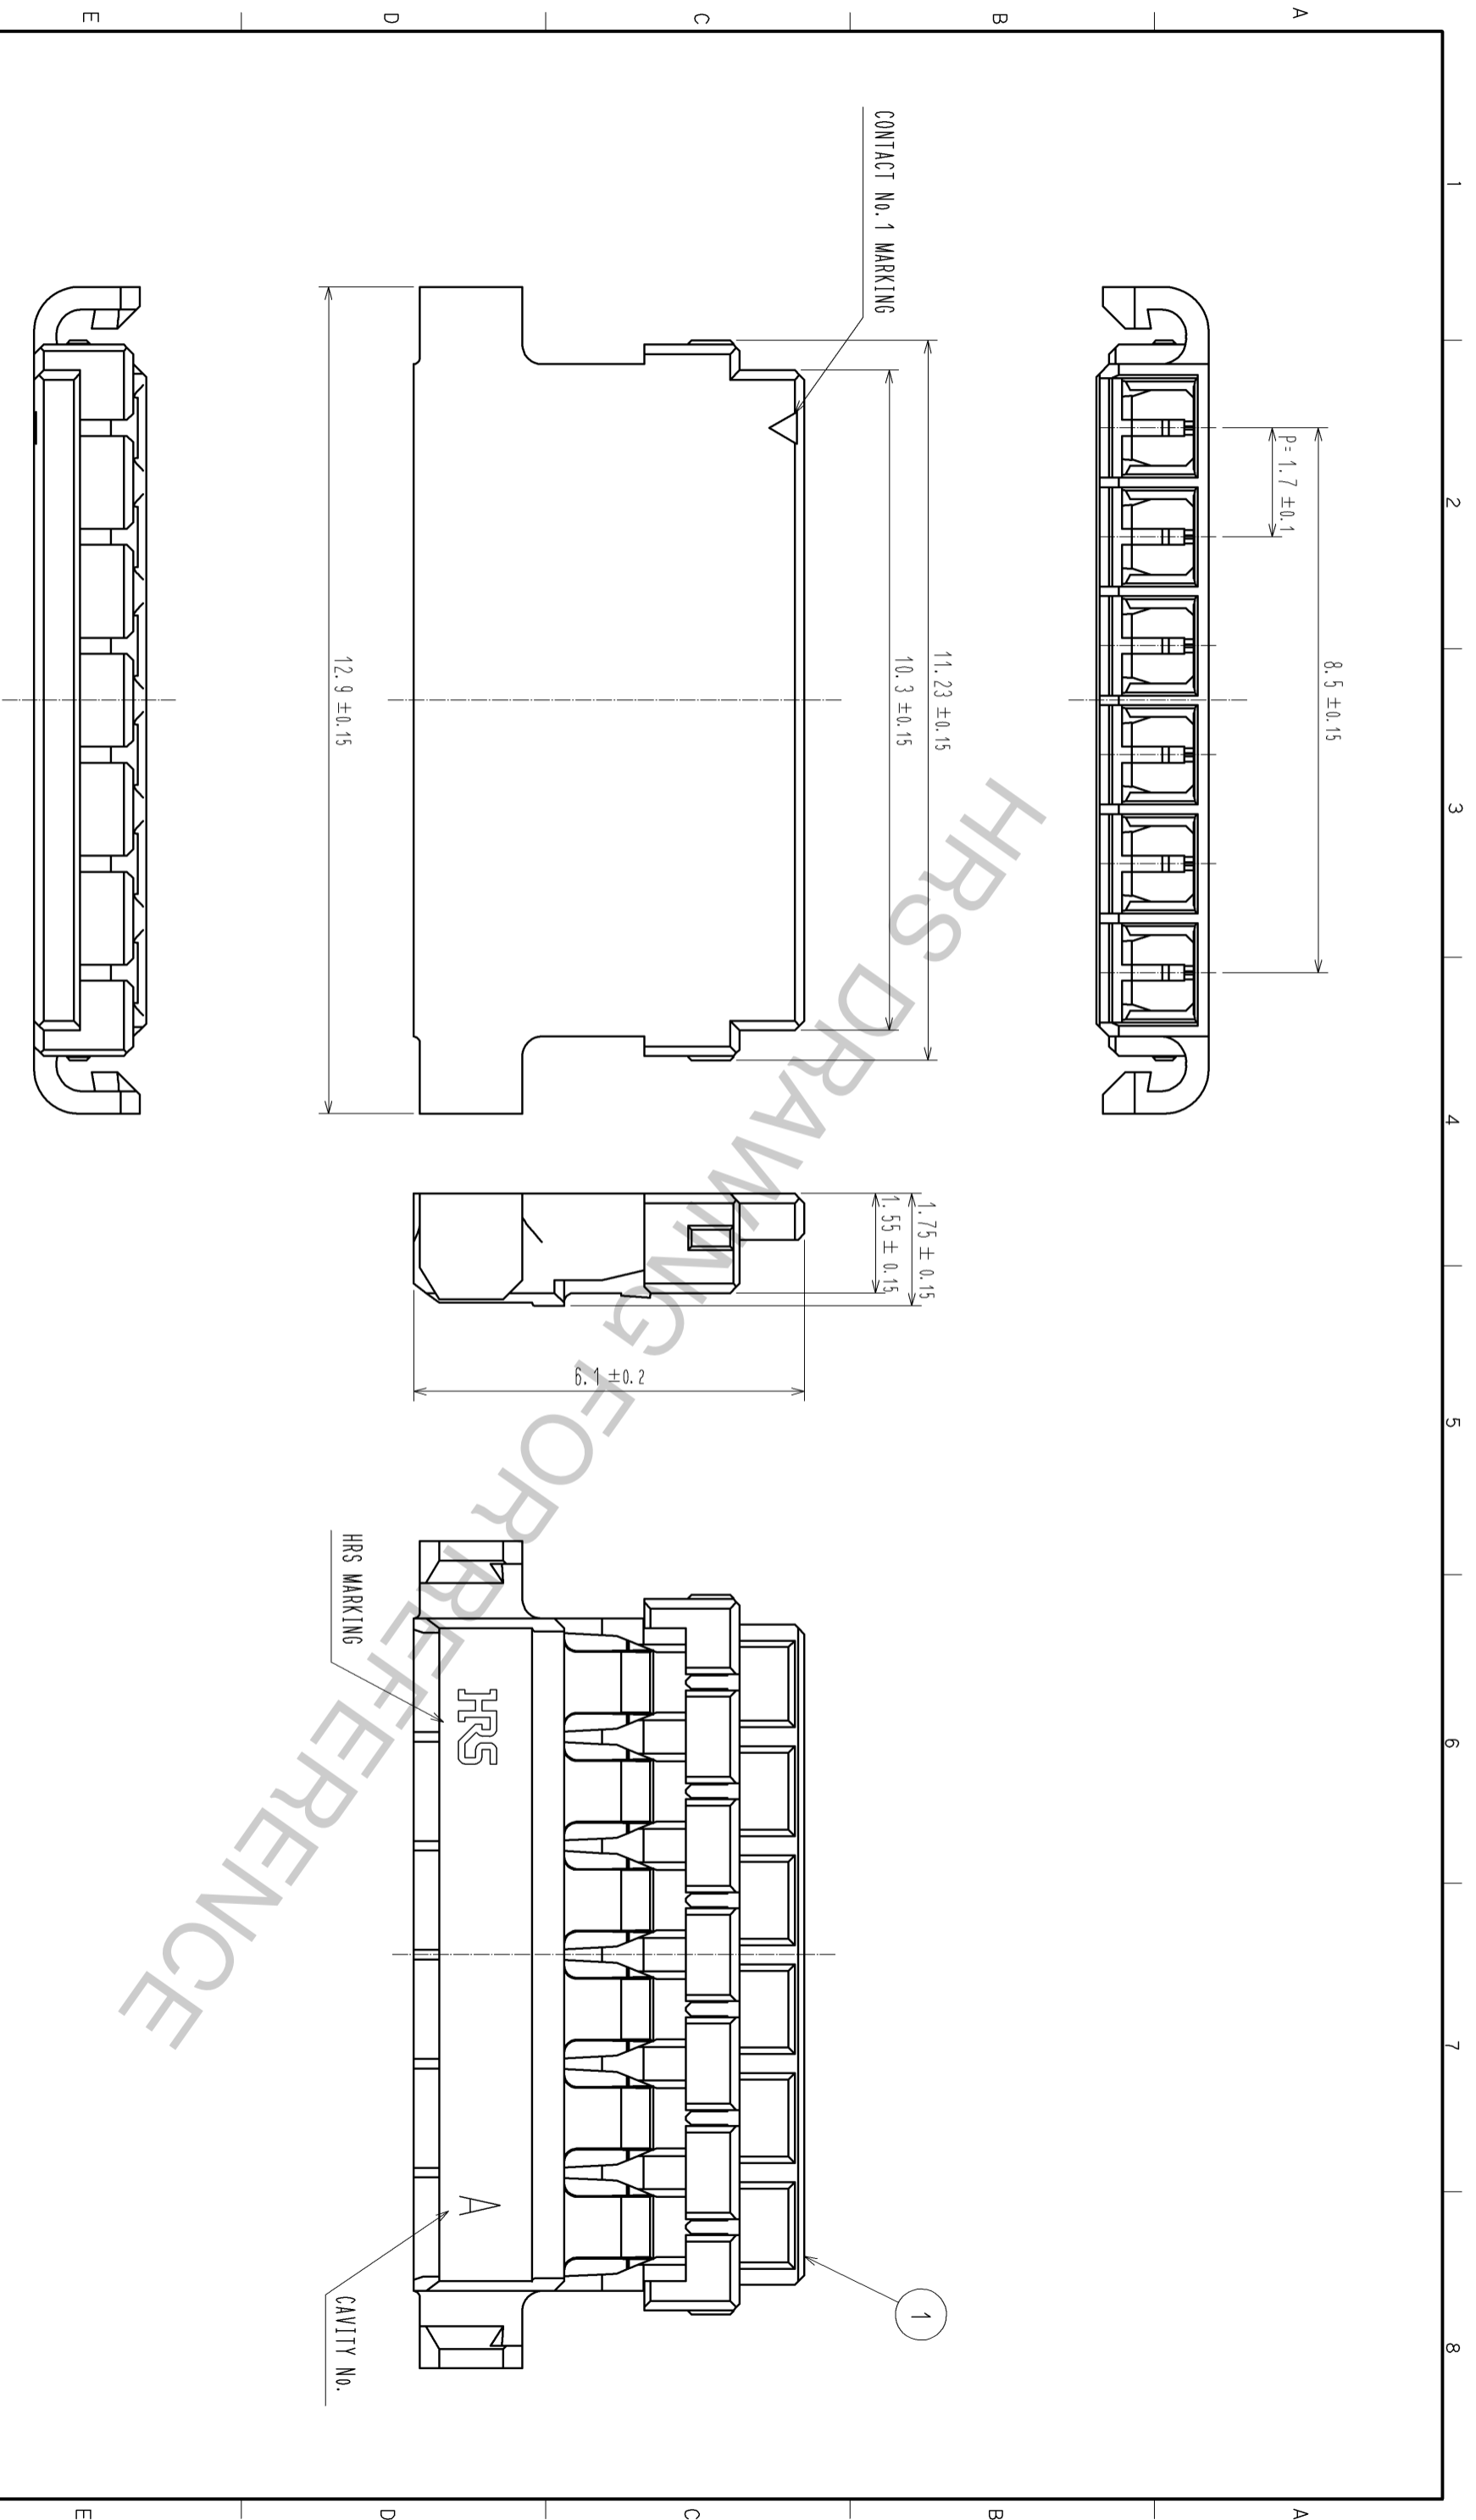 1 2 3 4 5 6 7 8
A
B
C
D
E
A
B
C
D
E
8.5 ±0.15
P=1.7 ±0.1
CONTACT No.1 MARKING
11.23 ±0.15
10.3 ±0.15
12.9 ±0.15
1.75 ± 0.15
1.55 ± 0.15
6.1 ±0.2
1
HRS
A
HRS MARKING
CAVITY No.
HRS DRAWING FOR REFERENCE